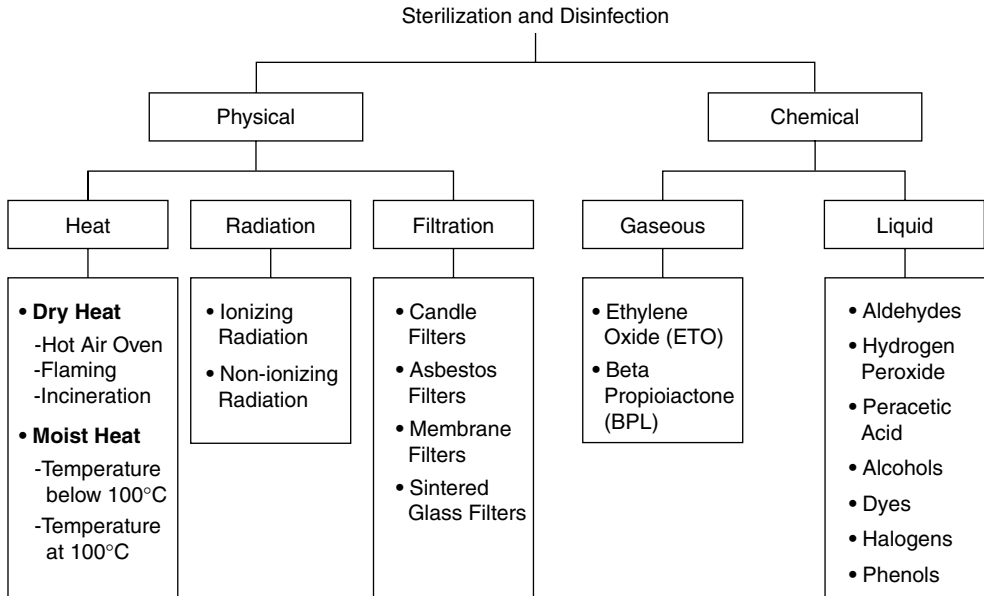 Sterilization and Disinfection
Physical
Chemical
Heat
Radiation
Filtration
Gaseous
Liquid
• Dry Heat
-Hot Air Oven
-Flaming
-Incineration
• Moist Heat
-Temperature
below 100°C
-Temperature
at 100°C
• Ionizing
Radiation
• Non-ionizing
Radiation
• Candle
Filters
• Asbestos
Filters
• Membrane
Filters
• Sintered
Glass Filters
• Ethylene
Oxide (ETO)
• Beta
Propioiactone
(BPL)
• Aldehydes
• Hydrogen
Peroxide
• Peracetic
Acid
• Alcohols
• Dyes
• Halogens
• Phenols